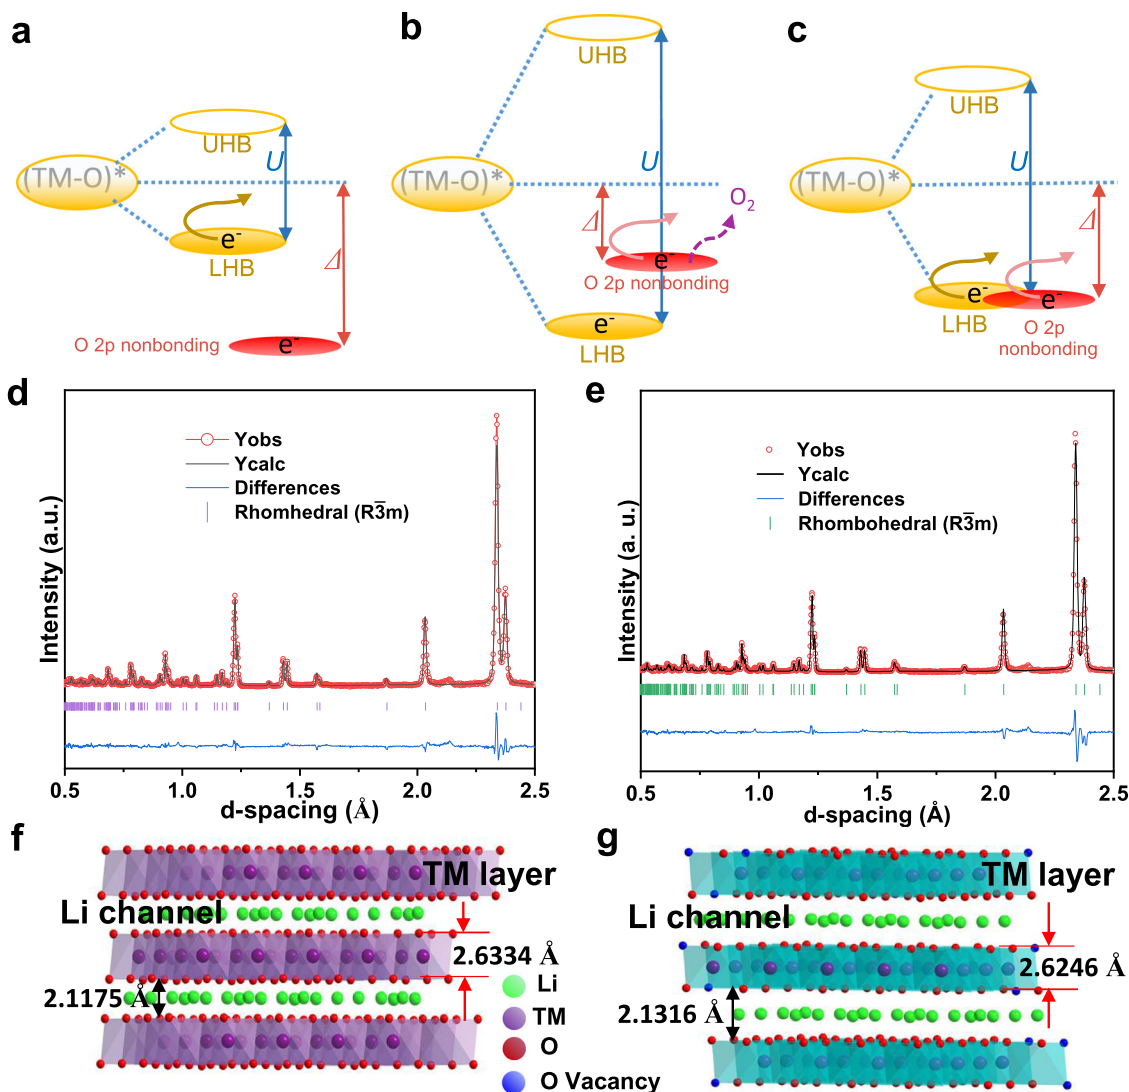 a
UHB
U
(TM-O)*
e-
LHB
Δ
O 2p nonbonding
e-
b
UHB
U
(TM-O)*
Δ
O2
e-
O 2p nonbonding
e-
LHB
c
UHB
U
(TM-O)*
Δ
e-
e-
LHB
O 2p
nonbonding
d
Yobs
Ycalc
Differences
Rhomhedral (R3̅m)
Intensity (a.u.)
0.5 1.0 1.5 2.0 2.5
d-spacing (Å)
e
Yobs
Ycalc
Differences
Rhombohedral (R3̅m)
Intensity (a. u.)
0.5 1.0 1.5 2.0 2.5
d-spacing (Å)
f
TM layer
Li channel
2.6334 Å
2.1175 Å
Li
TM
O
O Vacancy
g
TM layer
Li channel
2.6246 Å
2.1316 Å